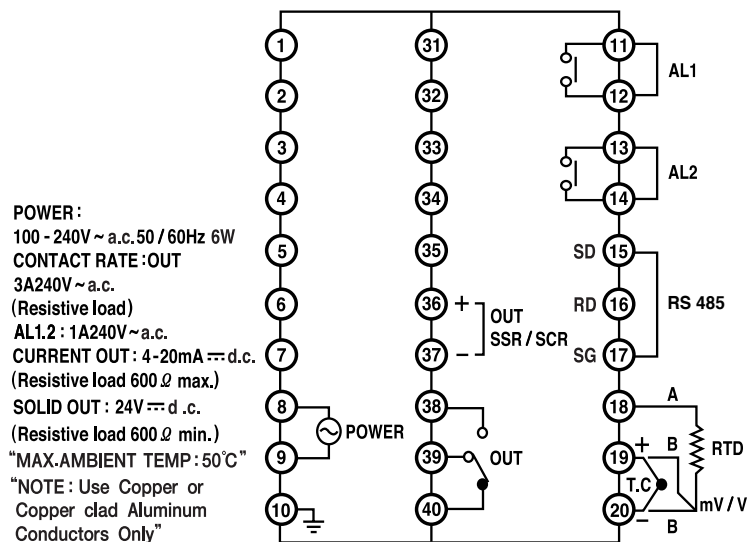 1 31 11
AL1
2 32 12
3 33 13
AL2
4 34 14
POWER :
100 - 240V ~ a.c. 50 / 60Hz 6W
CONTACT RATE : OUT
3A240V ~ a.c.
(Resistive load)
AL1.2 : 1A240V ~ a.c.
CURRENT OUT : 4-20mA ⎓ d.c.
(Resistive load 600 Ω max.)
SOLID OUT : 24V ⎓ d .c.
(Resistive load 600 Ω min.)
"MAX.AMBIENT TEMP : 50°C"
"NOTE : Use Copper or
Copper clad Aluminum
Conductors Only"
5 35 SD 15
6 36 + RD 16 RS 485
OUT
SSR / SCR
7 37 - SG 17
8 38 18 A
POWER
RTD
9 39 OUT 19 + B
T.C
mV / V
10 40 20 - B